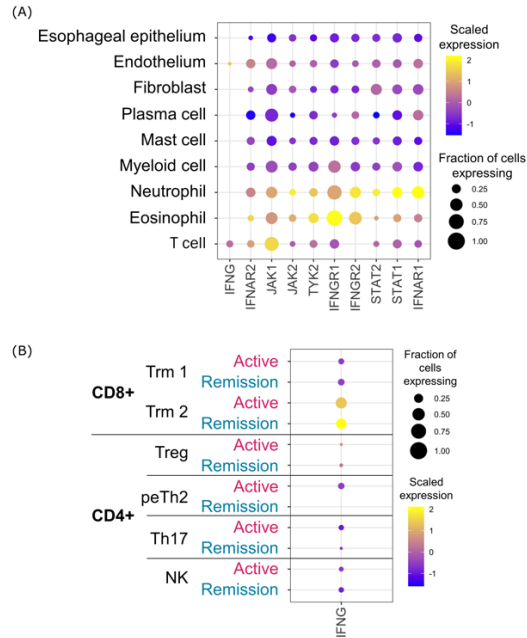 (A)
Esophageal epithelium
Endothelium
Fibroblast
Plasma cell
Mast cell
Myeloid cell
Neutrophil
Eosinophil
T cell
IFNG
IFNAR2
JAK1
JAK2
TYK2
IFNGR1
IFNGR2
STAT2
STAT1
IFNAR1
Scaled
expression
2
1
0
-1
Fraction of cells
expressing
0.25
0.50
0.75
1.00
(B)
CD8+
Trm 1
Active
Remission
Trm 2
Active
Remission
CD4+
Treg
Active
Remission
peTh2
Active
Remission
Th17
Active
Remission
NK
Active
Remission
IFNG
Fraction of
cells
expressing
0.25
0.50
0.75
1.00
Scaled
expression
2
1
0
-1